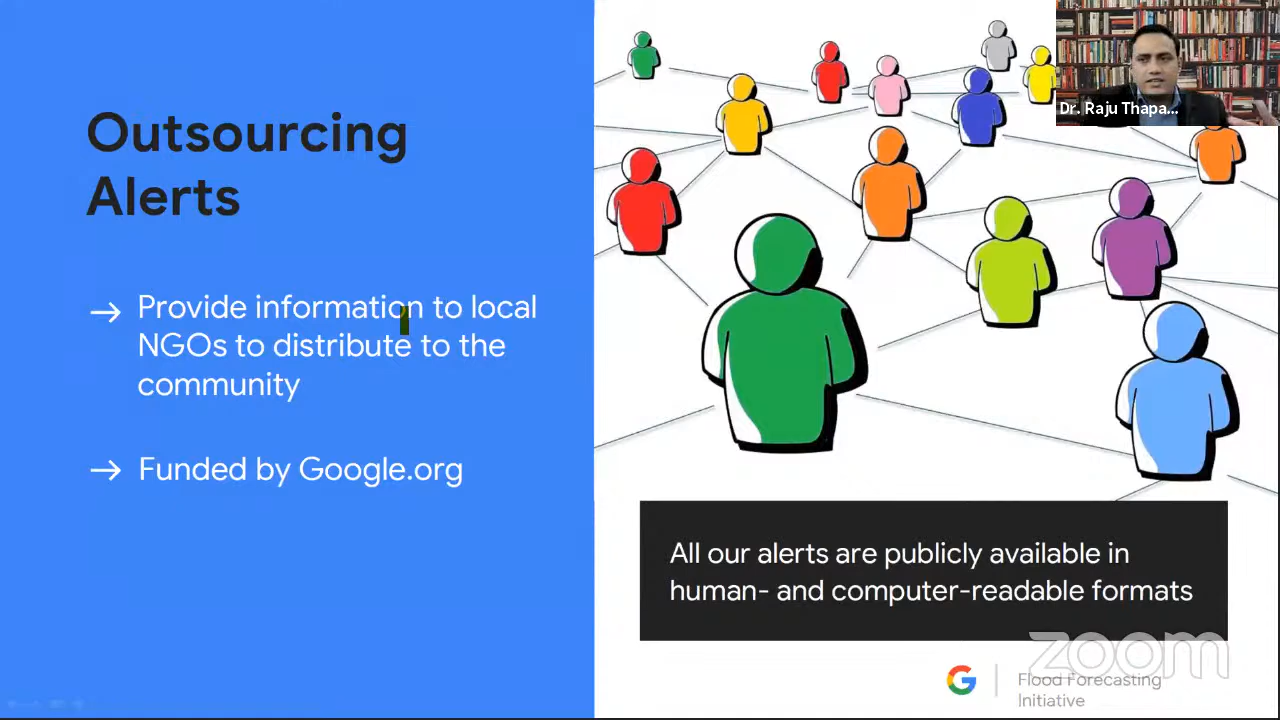 Outsourcing
Alerts
→ Provide information to local
NGOs to distribute to the
community
→ Funded by Google.org
Dr. Raju Thapa...
All our alerts are publicly available in
human- and computer-readable formats
zoom
G | Flood Forecasting
Initiative